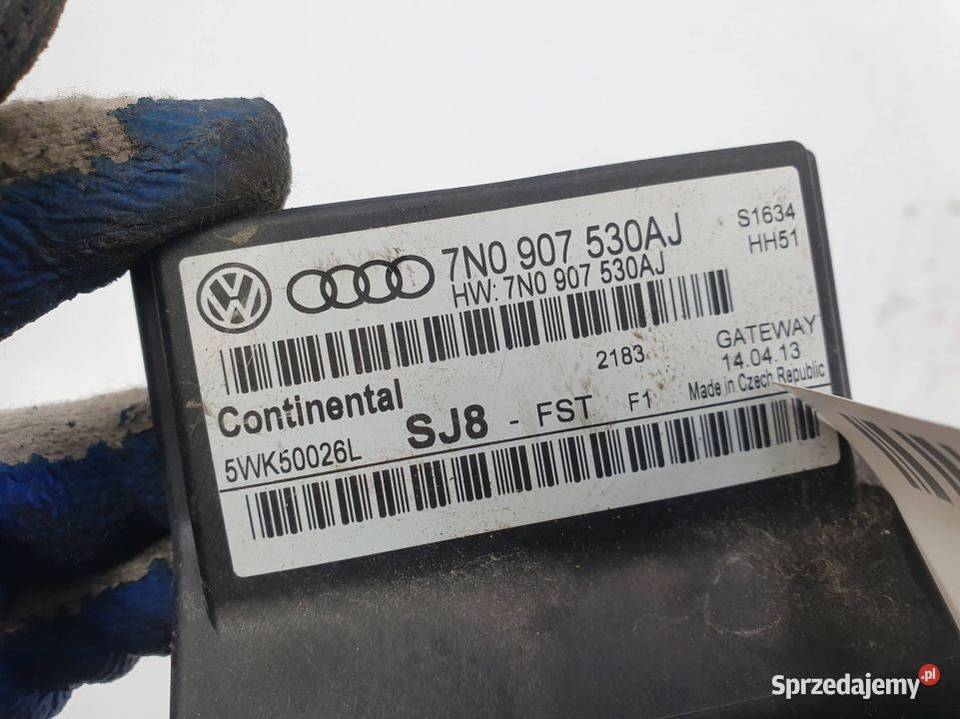 7N0 907 530AJ
HW: 7N0 907 530AJ
S1634
HH51
GATEWAY
2183
14.04.13
Continental
Made in Czech Republic
SJ8 - FST F1
5WK50026L
Sprzedajemy.pl